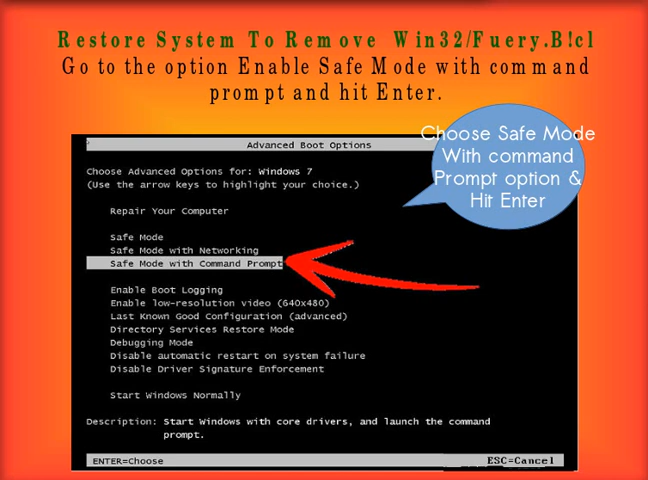 Restore System To Remove Win32/Fuery.B!cl
Go to the option Enable Safe Mode with command
prompt and hit Enter.
Choose Safe Mode
With command
Prompt option &
Hit Enter
Advanced Boot Options
Choose Advanced Options for: Windows 7
(Use the arrow keys to highlight your choice.)
Repair Your Computer
Safe Mode
Safe Mode with Networking
Safe Mode with Command Prompt
Enable Boot Logging
Enable low-resolution video (640x480)
Last Known Good Configuration (advanced)
Directory Services Restore Mode
Debugging Mode
Disable automatic restart on system failure
Disable Driver Signature Enforcement
Start Windows Normally
Description: Start Windows with core drivers, and launch the command
prompt.
ENTER=Choose ESC=Cancel